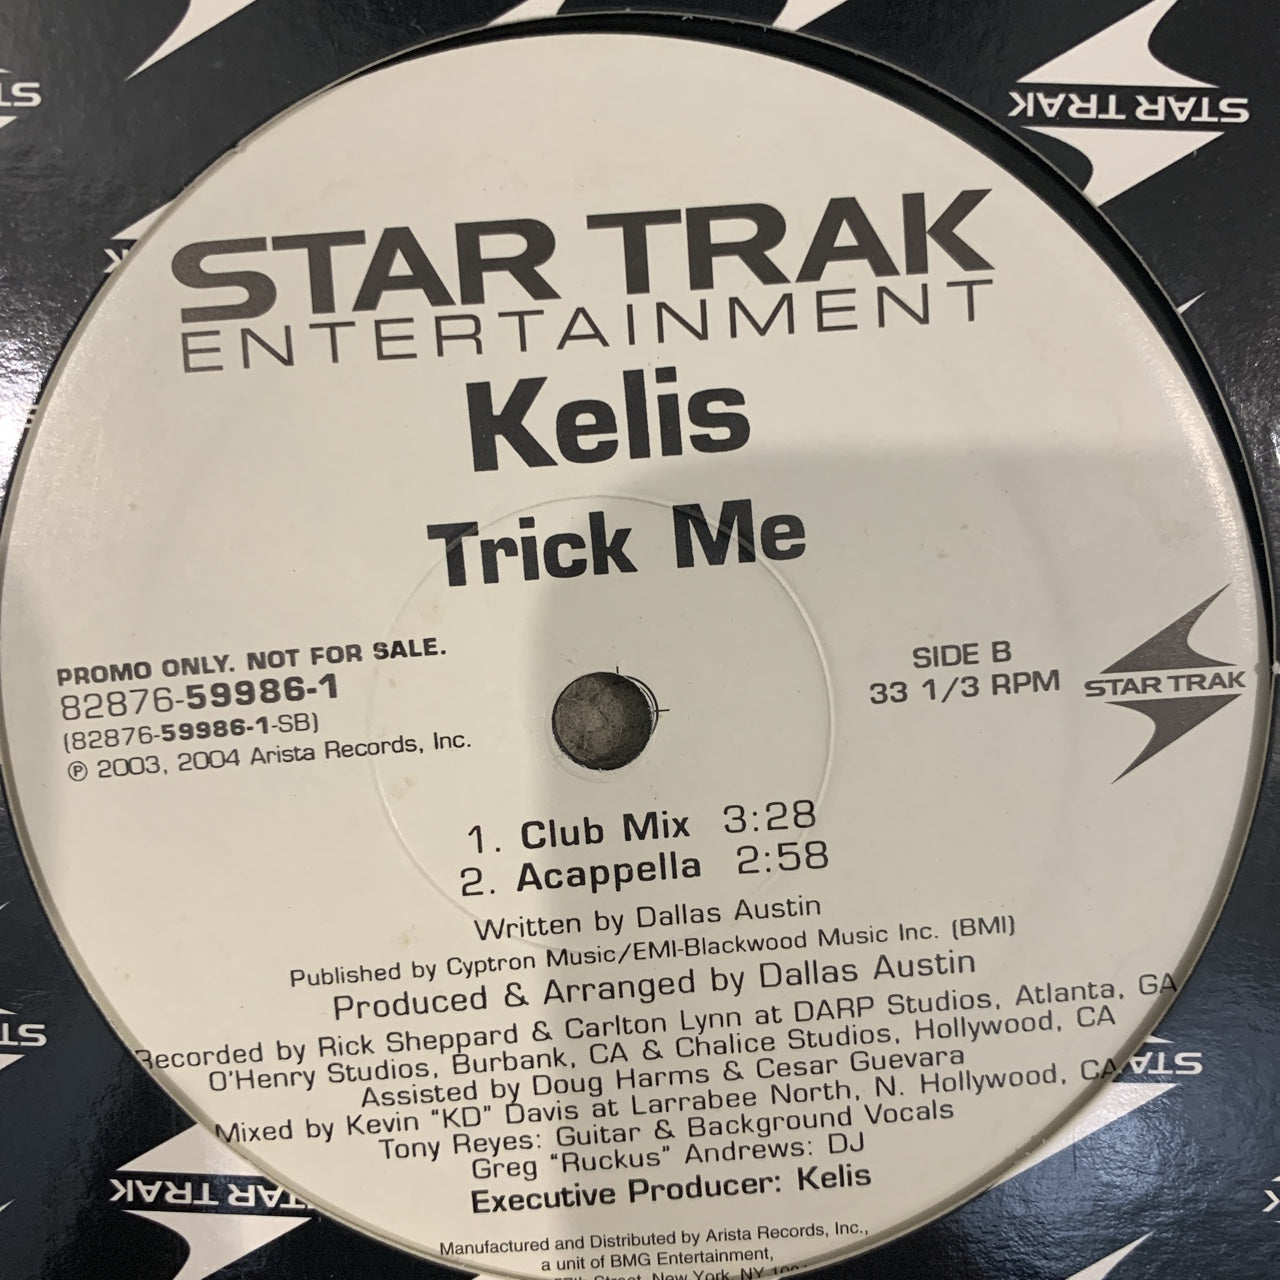 STAR TRAK
STAR TRAK
ENTERTAINMENT
Kelis
Trick Me
PROMO ONLY. NOT FOR SALE.
82876-59986-1
(82876-59986-1-SB)
℗ 2003, 2004 Arista Records, Inc.
SIDE B
33 1/3 RPM
STAR TRAK
1. Club Mix 3:28
2. Acappella 2:58
Written by Dallas Austin
Published by Cyptron Music/EMI-Blackwood Music Inc. (BMI)
Produced & Arranged by Dallas Austin
Recorded by Rick Sheppard & Carlton Lynn at DARP Studios, Atlanta, GA
O'Henry Studios, Burbank, CA & Chalice Studios, Hollywood, CA
Assisted by Doug Harms & Cesar Guevara
Mixed by Kevin "KD" Davis at Larrabee North, N. Hollywood, CA
Tony Reyes: Guitar & Background Vocals
Greg "Ruckus" Andrews: DJ
Executive Producer: Kelis
Manufactured and Distributed by Arista Records, Inc.,
a unit of BMG Entertainment,
Street, New York, NY
STAR TRAK